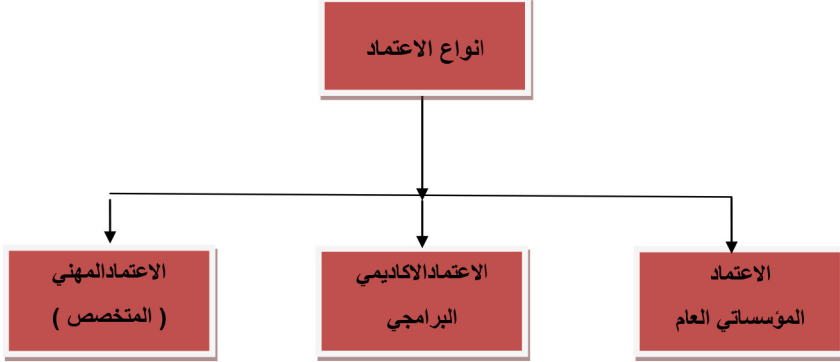 انواع الاعتماد
الاعتماد
المؤسساتي العام
الاعتمادالاكاديمي
البرامجي
الاعتمادالمهني
( المتخصص )